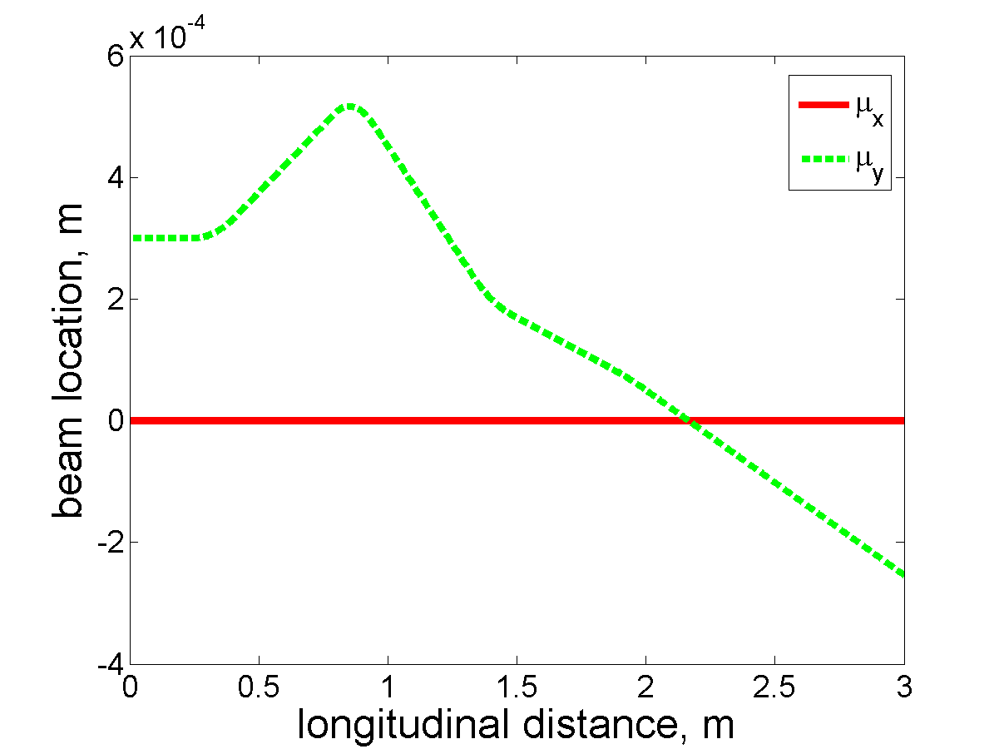 x 10-4
6
4
2
0
-2
-4
0 0.5 1 1.5 2 2.5 3
longitudinal distance, m
beam location, m
μx
μy